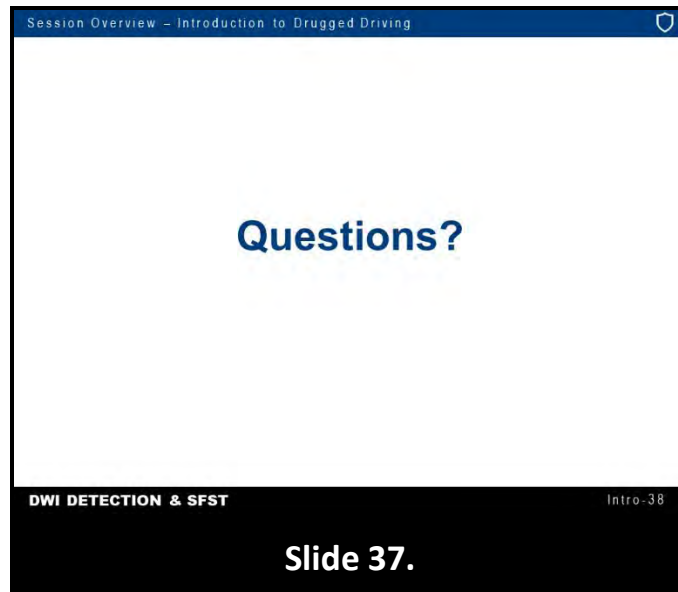 Session Overview – Introduction to Drugged Driving
Questions?
DWI DETECTION & SFST
Intro-38
Slide 37.